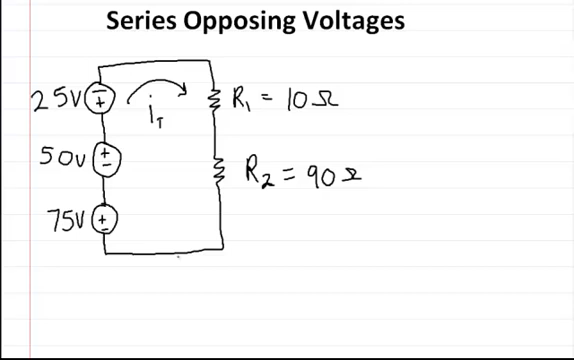 Series Opposing Voltages
25V
i_T
R₁ = 10Ω
50V
R₂ = 90Ω
75V